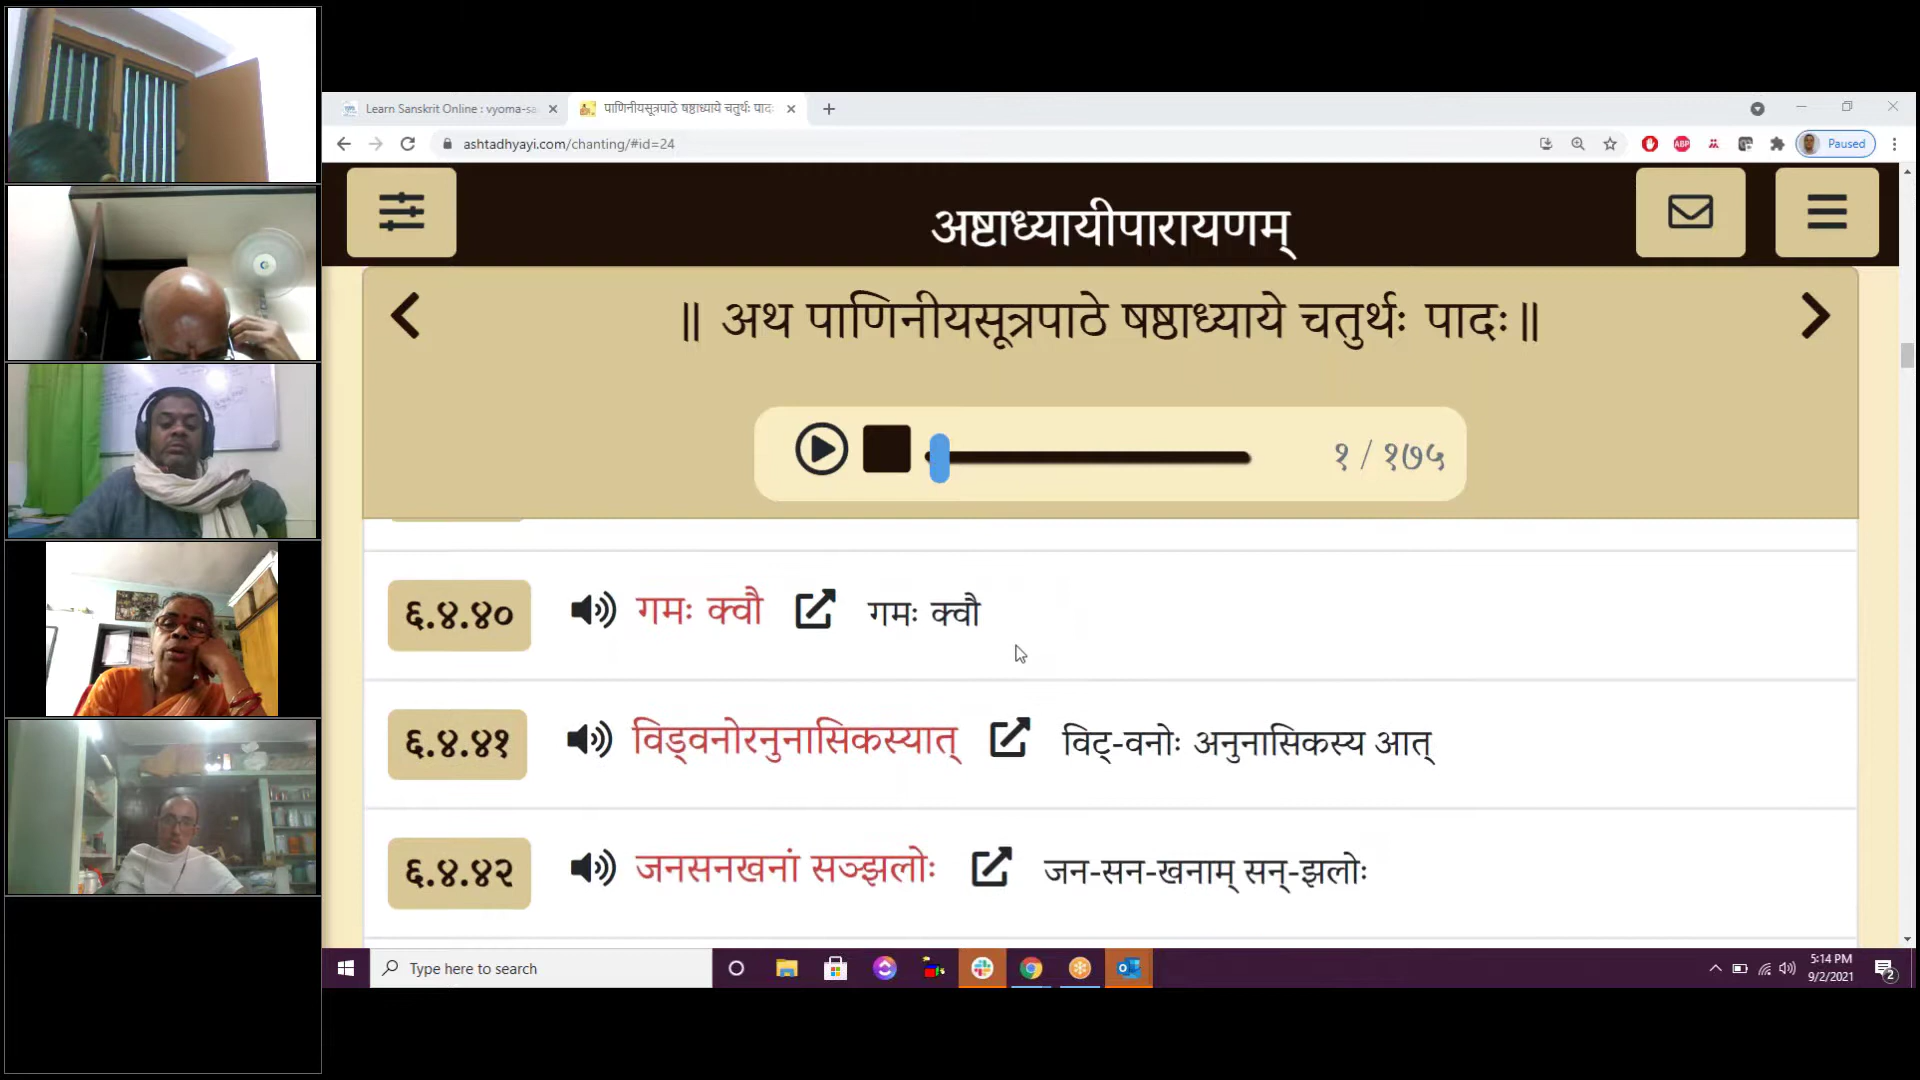 Learn Sanskrit Online : vyoma-sa
पाणिनीयसूत्रपाठे षष्ठाध्याये चतुर्थः पादः
ashtadhyayi.com/chanting/#id=24
ABP
Paused
अष्टाध्यायीपारायणम्
॥ अथ पाणिनीयसूत्रपाठे षष्ठाध्याये चतुर्थः पादः॥
१ / १७५
६.४.४० गमः क्वौ गमः क्वौ
६.४.४१ विड्वनोरनुनासिकस्यात् विट्-वनोः अनुनासिकस्य आत्
६.४.४२ जनसनखनां सञ्झलोः जन-सन-खनाम् सन्-झलोः
Type here to search
5:14 PM
9/2/2021
2